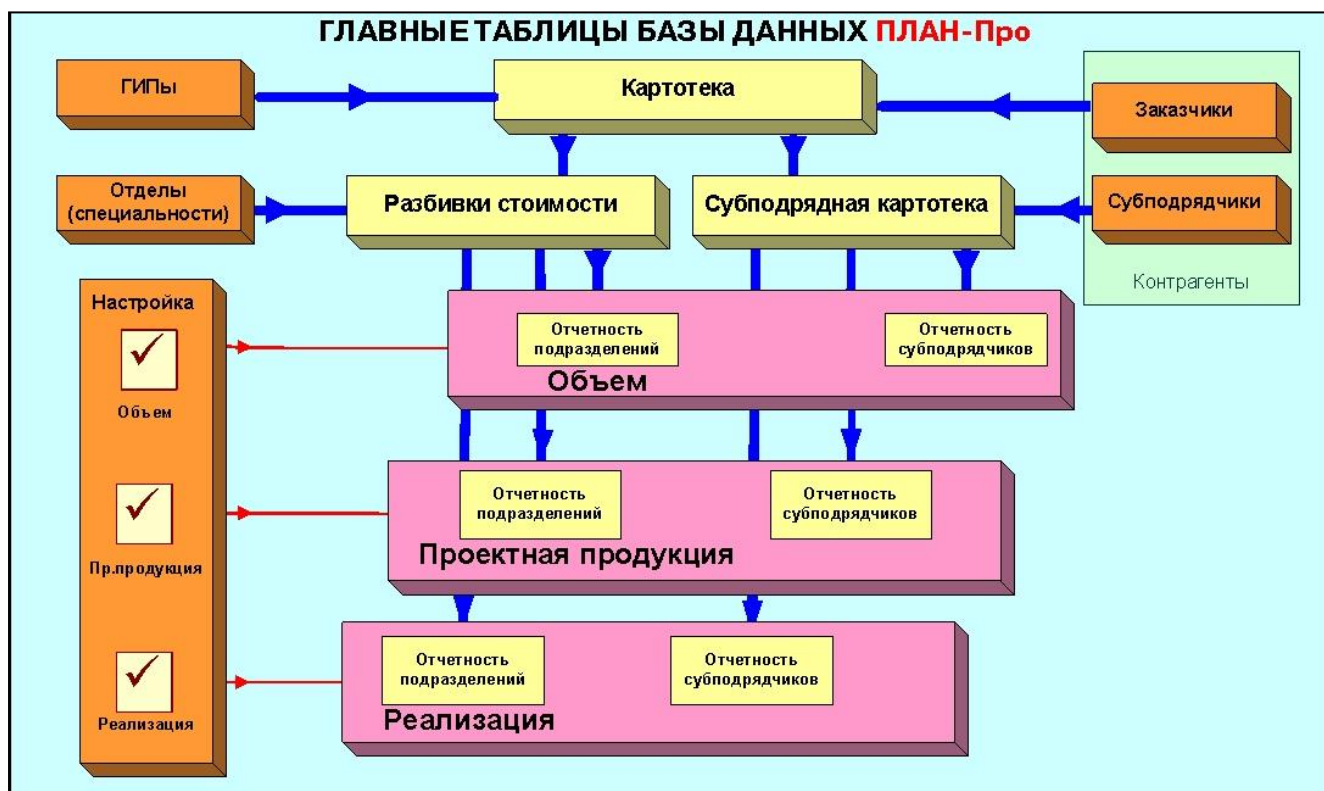 ГЛАВНЫЕ ТАБЛИЦЫ БАЗЫ ДАННЫХ ПЛАН-Про
ГИПы
Картотека
Заказчики
Отделы
(специальности)
Разбивки стоимости
Субподрядная картотека
Субподрядчики
Контрагенты
Настройка
Объем
Пр.продукция
Реализация
Отчетность
подразделений
Отчетность
субподрядчиков
Объем
Отчетность
подразделений
Отчетность
субподрядчиков
Проектная продукция
Отчетность
подразделений
Отчетность
субподрядчиков
Реализация